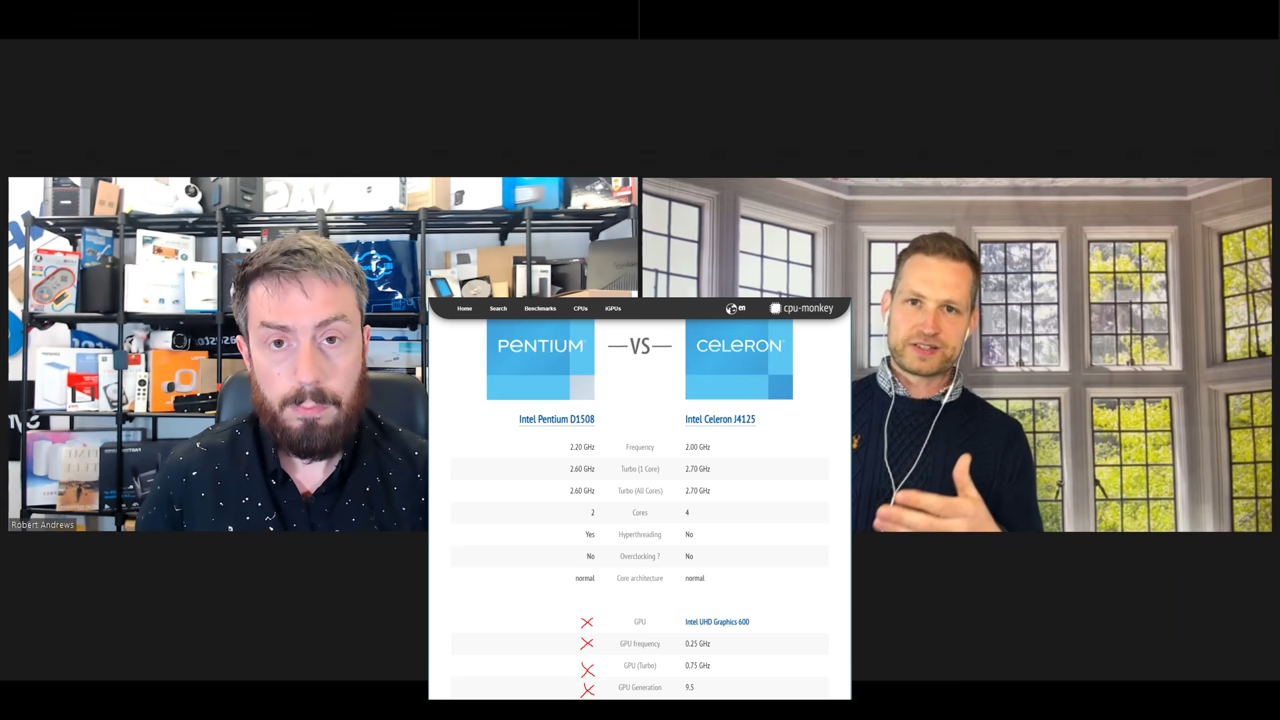 Home Search Benchmarks CPUs iGPUs en cpu-monkey
PENTIUM VS CELERON
Intel Pentium D1508 Intel Celeron J4125
2.20 GHz Frequency 2.00 GHz
2.60 GHz Turbo (1 Core) 2.70 GHz
2.60 GHz Turbo (All Cores) 2.70 GHz
2 Cores 4
Yes Hyperthreading No
No Overclocking ? No
normal Core architecture normal
GPU Intel UHD Graphics 600
GPU frequency 0.25 GHz
GPU (Turbo) 0.75 GHz
GPU Generation 9.5
Robert Andrews